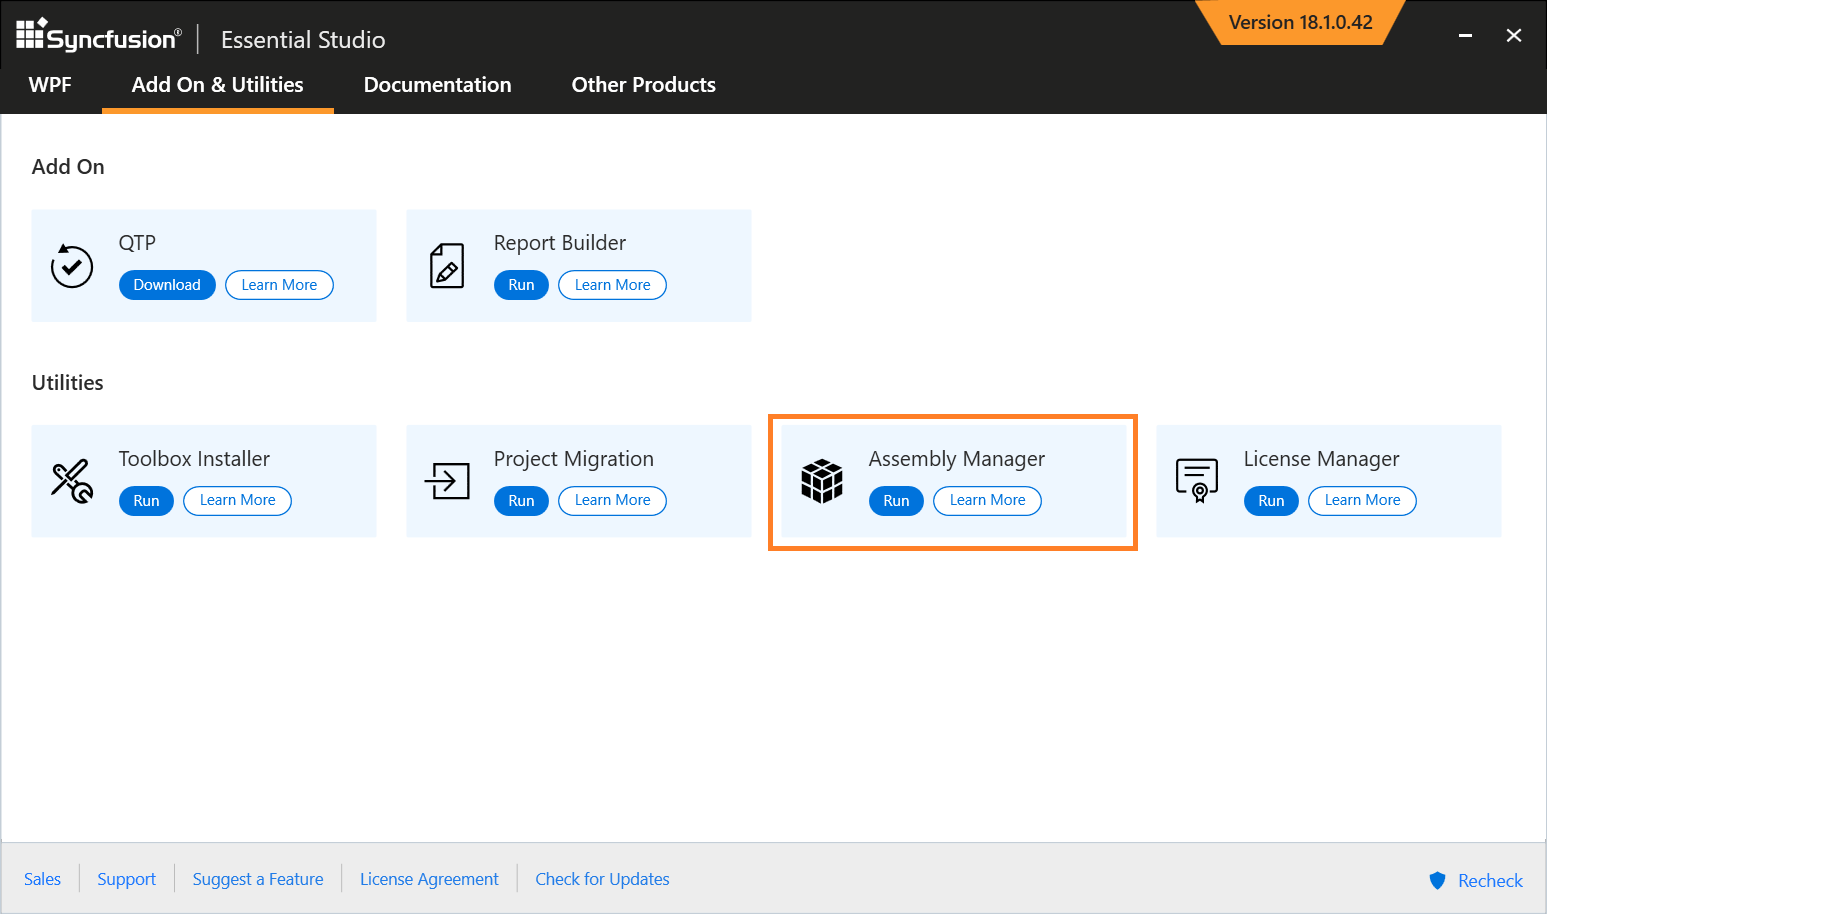 Syncfusion® Essential Studio
Version 18.1.0.42
WPF Add On & Utilities Documentation Other Products
Add On
QTP
Download Learn More
Report Builder
Run Learn More
Utilities
Toolbox Installer
Run Learn More
Project Migration
Run Learn More
Assembly Manager
Run Learn More
License Manager
Run Learn More
Sales Support Suggest a Feature License Agreement Check for Updates Recheck